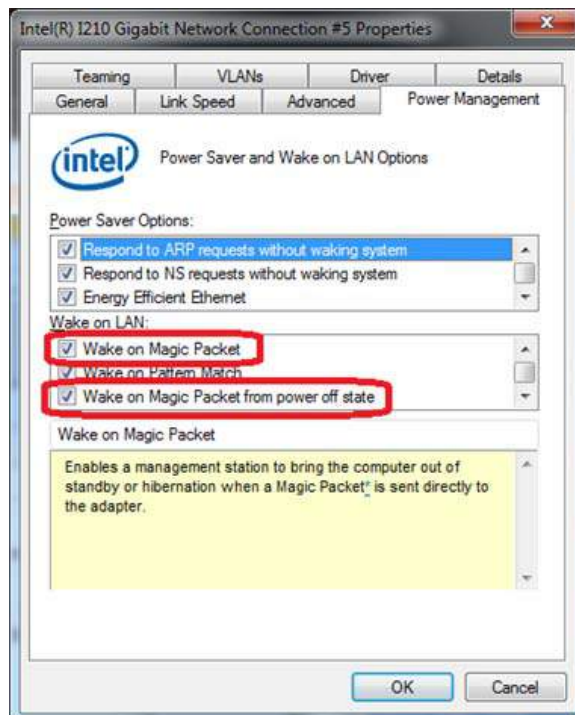 Intel(R) I210 Gigabit Network Connection #5 Properties
Teaming VLANs Driver Details
General Link Speed Advanced Power Management
intel Power Saver and Wake on LAN Options
Power Saver Options:
Respond to ARP requests without waking system
Respond to NS requests without waking system
Energy Efficient Ethernet
Wake on LAN:
Wake on Magic Packet
Wake on Pattern Match
Wake on Magic Packet from power off state
Wake on Magic Packet
Enables a management station to bring the computer out of
standby or hibernation when a Magic Packet* is sent directly to
the adapter.
OK Cancel